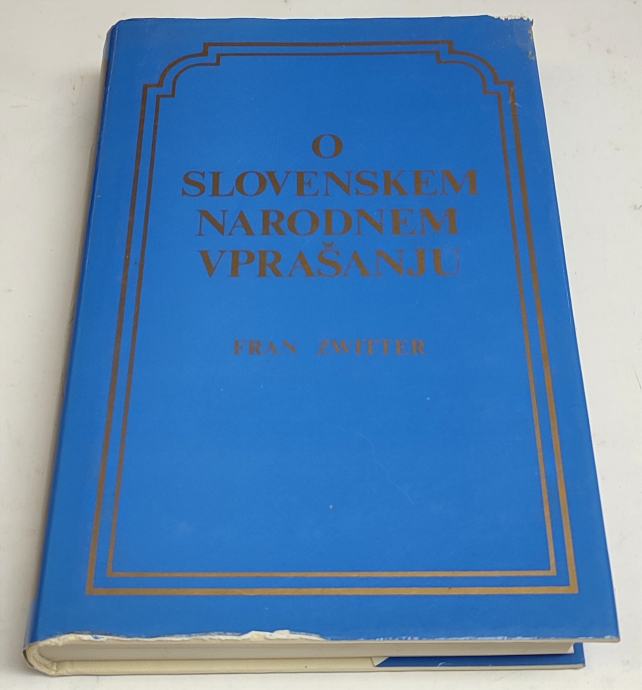 O
SLOVENSKEM
NARODNEM
VPRAŠANJU
FRAN ZWITTER